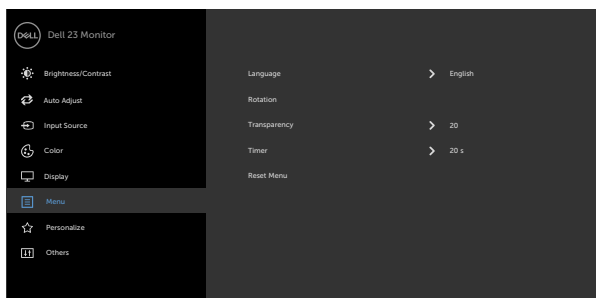 DELL Dell 23 Monitor
Brightness/Contrast
Auto Adjust
Input Source
Color
Display
Menu
Personalize
Others
Language English
Rotation
Transparency 20
Timer 20 s
Reset Menu